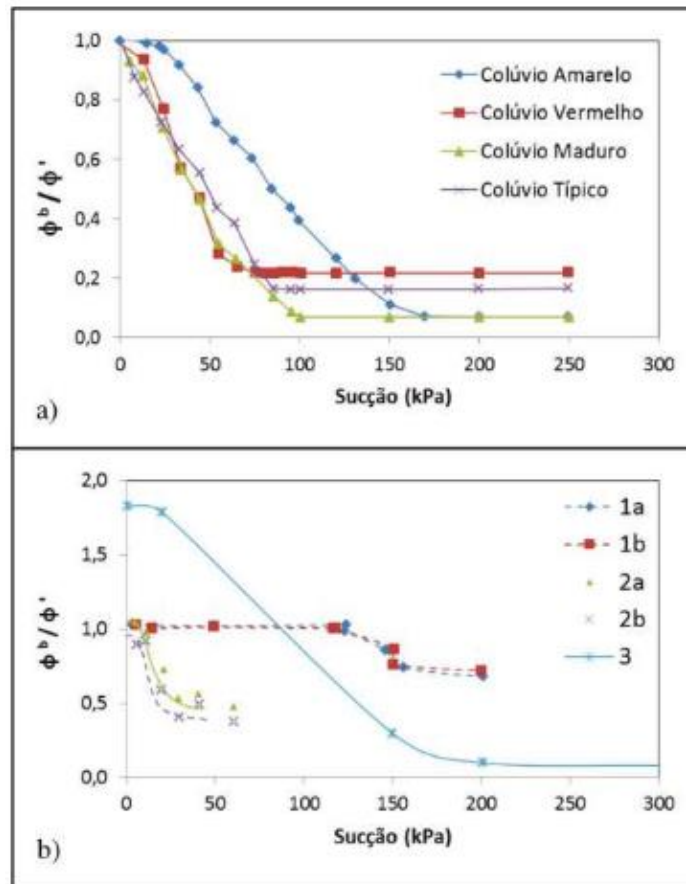 1,0
0,8
0,6
0,4
0,2
0,0
ϕ ᵇ / ϕ '
Colúvio Amarelo
Colúvio Vermelho
Colúvio Maduro
Colúvio Típico
0 50 100 150 200 250 300
Sucção (kPa)
a)
2,0
1,5
1,0
0,5
0,0
ϕ ᵇ / ϕ '
1a
1b
2a
2b
3
0 50 100 150 200 250 300
Sucção (kPa)
b)